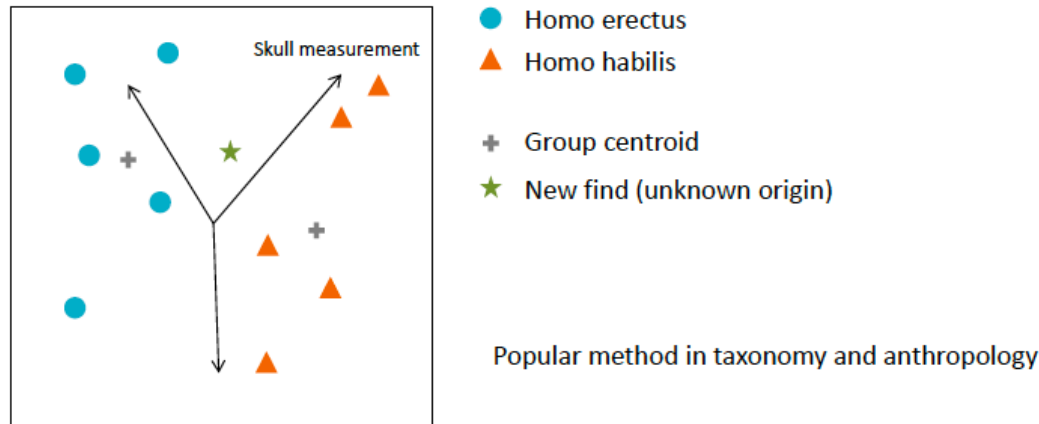 Skull measurement
Homo erectus
Homo habilis
Group centroid
New find (unknown origin)
Popular method in taxonomy and anthropology